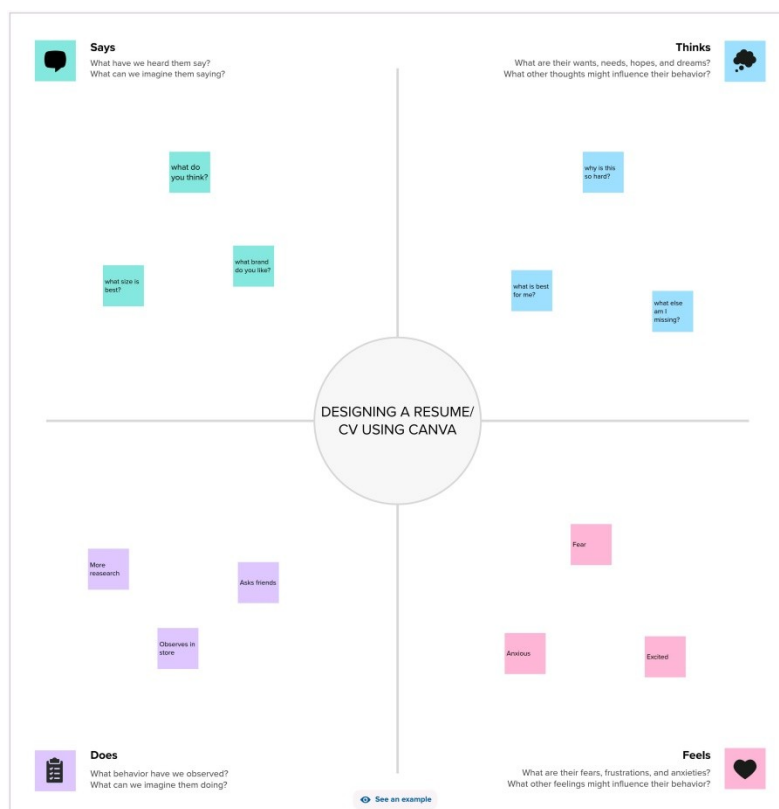 Says
What have we heard them say?
What can we imagine them saying?
Thinks
What are their wants, needs, hopes, and dreams?
What other thoughts might influence their behavior?
what do
you think?
what size is
best?
what brand
do you like?
why is this
so hard?
what is best
for me?
what else
am I
missing?
DESIGNING A RESUME/
CV USING CANVA
More
reasearch
Asks friends
Observes in
store
Fear
Anxious
Excited
Does
What behavior have we observed?
What can we imagine them doing?
Feels
What are their fears, frustrations, and anxieties?
What other feelings might influence their behavior?
See an example